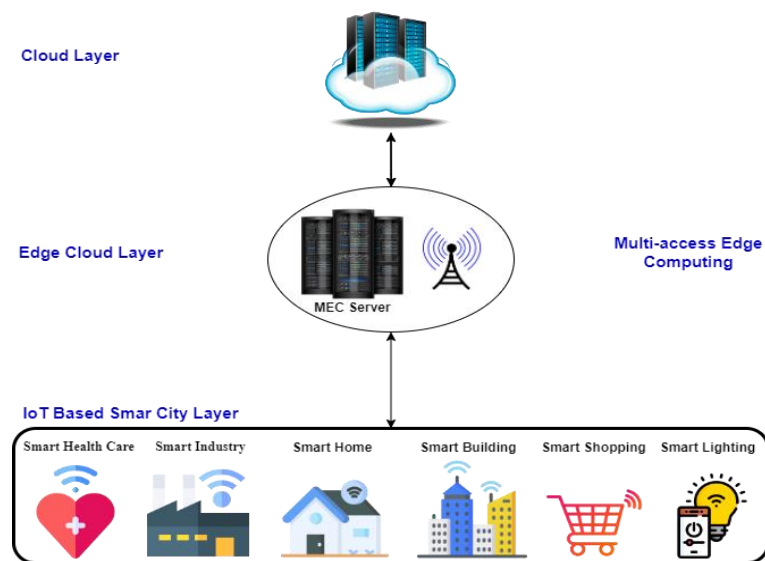 Cloud Layer
Edge Cloud Layer
MEC Server
Multi-access Edge
Computing
IoT Based Smar City Layer
Smart Health Care
Smart Industry
Smart Home
Smart Building
Smart Shopping
Smart Lighting